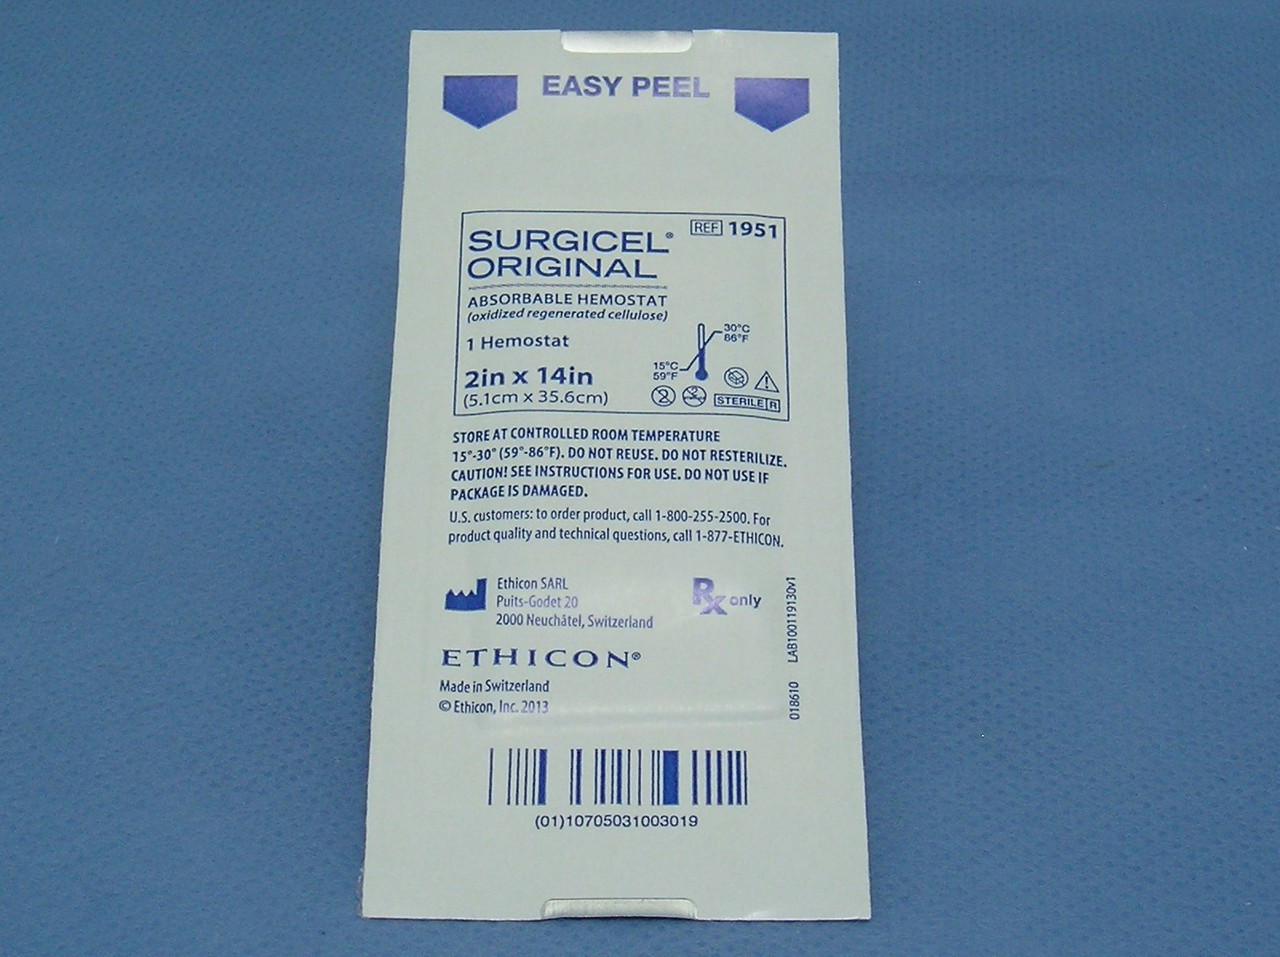 EASY PEEL
SURGICEL®
ORIGINAL
REF 1951
ABSORBABLE HEMOSTAT
(oxidized regenerated cellulose)
1 Hemostat
2in x 14in
(5.1cm x 35.6cm)
30°C
86°F
15°C
59°F
2
STERILE R
STORE AT CONTROLLED ROOM TEMPERATURE
15°-30° (59°-86°F). DO NOT REUSE. DO NOT RESTERILIZE.
CAUTION! SEE INSTRUCTIONS FOR USE. DO NOT USE IF
PACKAGE IS DAMAGED.
U.S. customers: to order product, call 1-800-255-2500. For
product quality and technical questions, call 1-877-ETHICON.
Ethicon SARL
Puits-Godet 20
2000 Neuchâtel, Switzerland
Rx only
ETHICON®
Made in Switzerland
© Ethicon, Inc. 2013
018610 LAB100119130v1
(01)10705031003019